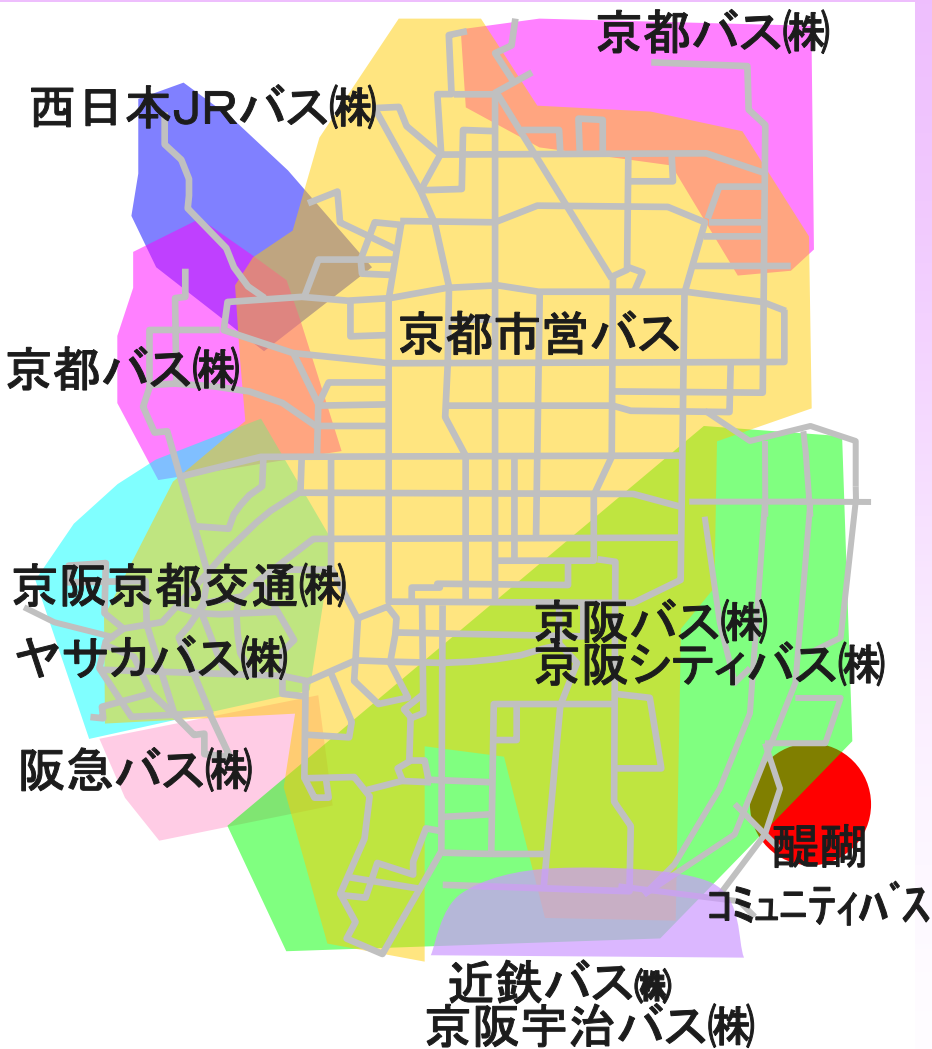 京都バス㈱
西日本JRバス㈱
京都市営バス
京都バス㈱
京阪京都交通㈱
京阪バス㈱
ヤサカバス㈱
京阪シティバス㈱
阪急バス㈱
醍醐
コミュニティバス
近鉄バス㈱
京阪宇治バス㈱